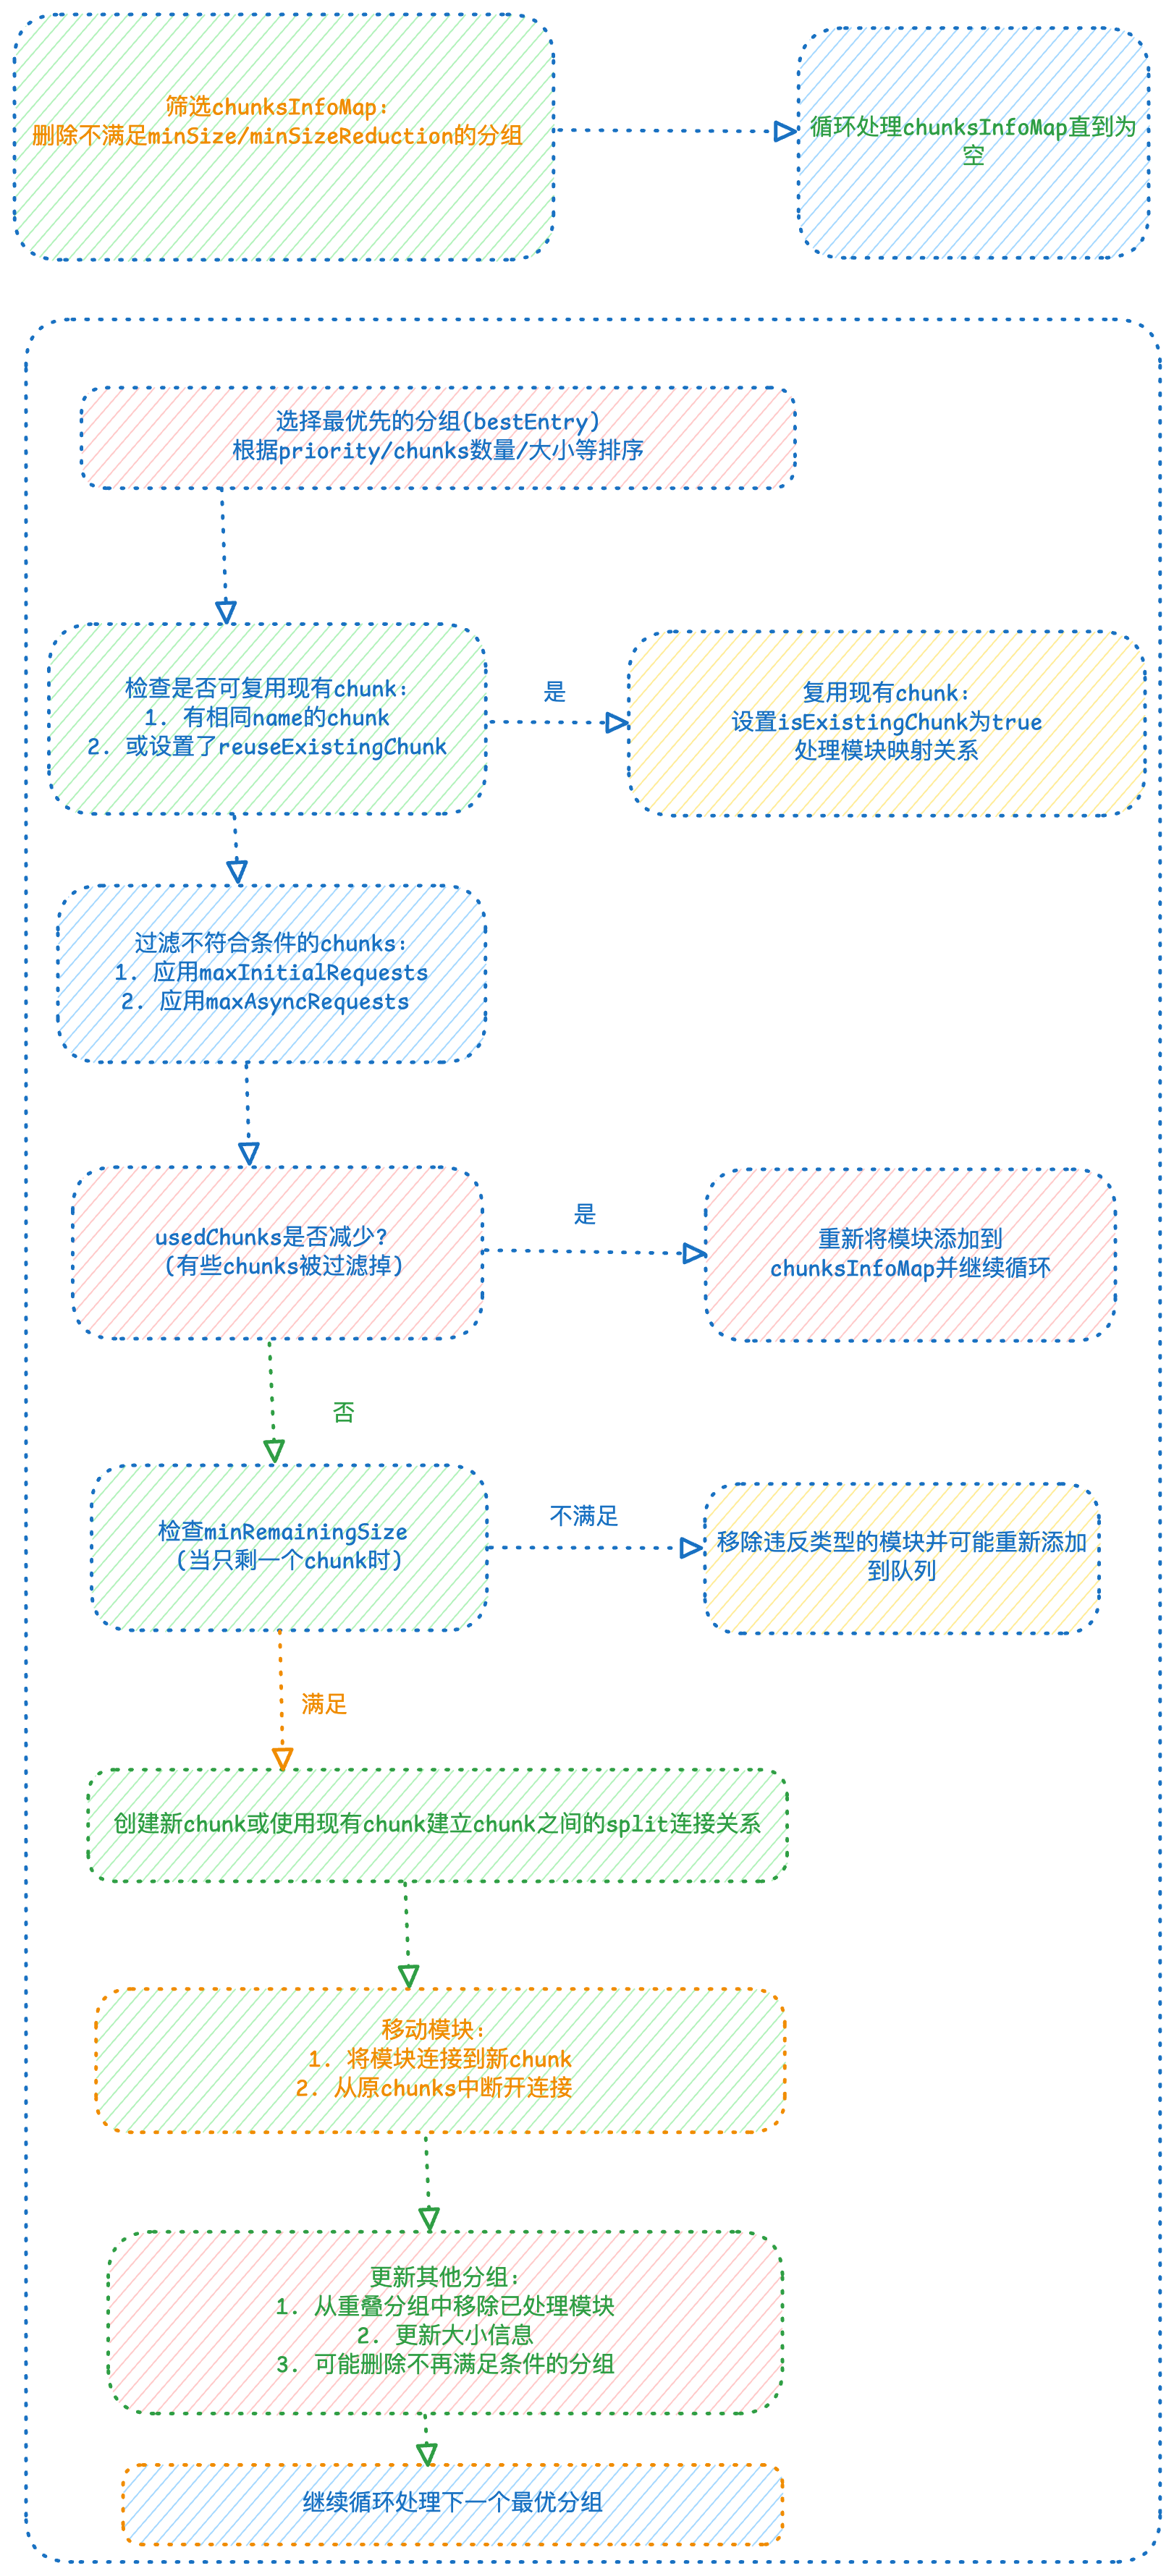 筛选chunksInfoMap:
删除不满足minSize/minSizeReduction的分组
循环处理chunksInfoMap直到为
空
选择最优先的分组(bestEntry)
根据priority/chunks数量/大小等排序
检查是否可复用现有chunk:
1. 有相同name的chunk
2. 或设置了reuseExistingChunk
是
复用现有chunk:
设置isExistingChunk为true
处理模块映射关系
过滤不符合条件的chunks:
1. 应用maxInitialRequests
2. 应用maxAsyncRequests
usedChunks是否减少?
(有些chunks被过滤掉)
是
重新将模块添加到
chunksInfoMap并继续循环
否
检查minRemainingSize
(当只剩一个chunk时)
不满足
移除违反类型的模块并可能重新添加
到队列
满足
创建新chunk或使用现有chunk建立chunk之间的split连接关系
移动模块:
1. 将模块连接到新chunk
2. 从原chunks中断开连接
更新其他分组:
1. 从重叠分组中移除已处理模块
2. 更新大小信息
3. 可能删除不再满足条件的分组
继续循环处理下一个最优分组